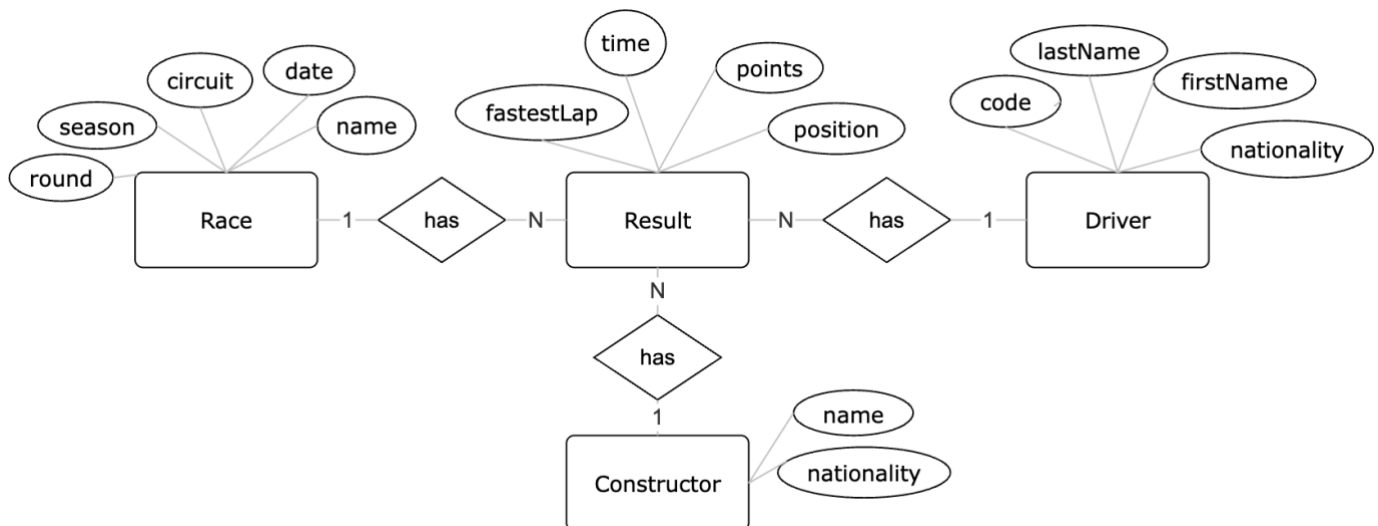 time
lastName
date
points
circuit
firstName
code
fastestLap
season
name
position
nationality
round
Race
1
has
N
Result
N
has
1
Driver
N
has
1
name
nationality
Constructor